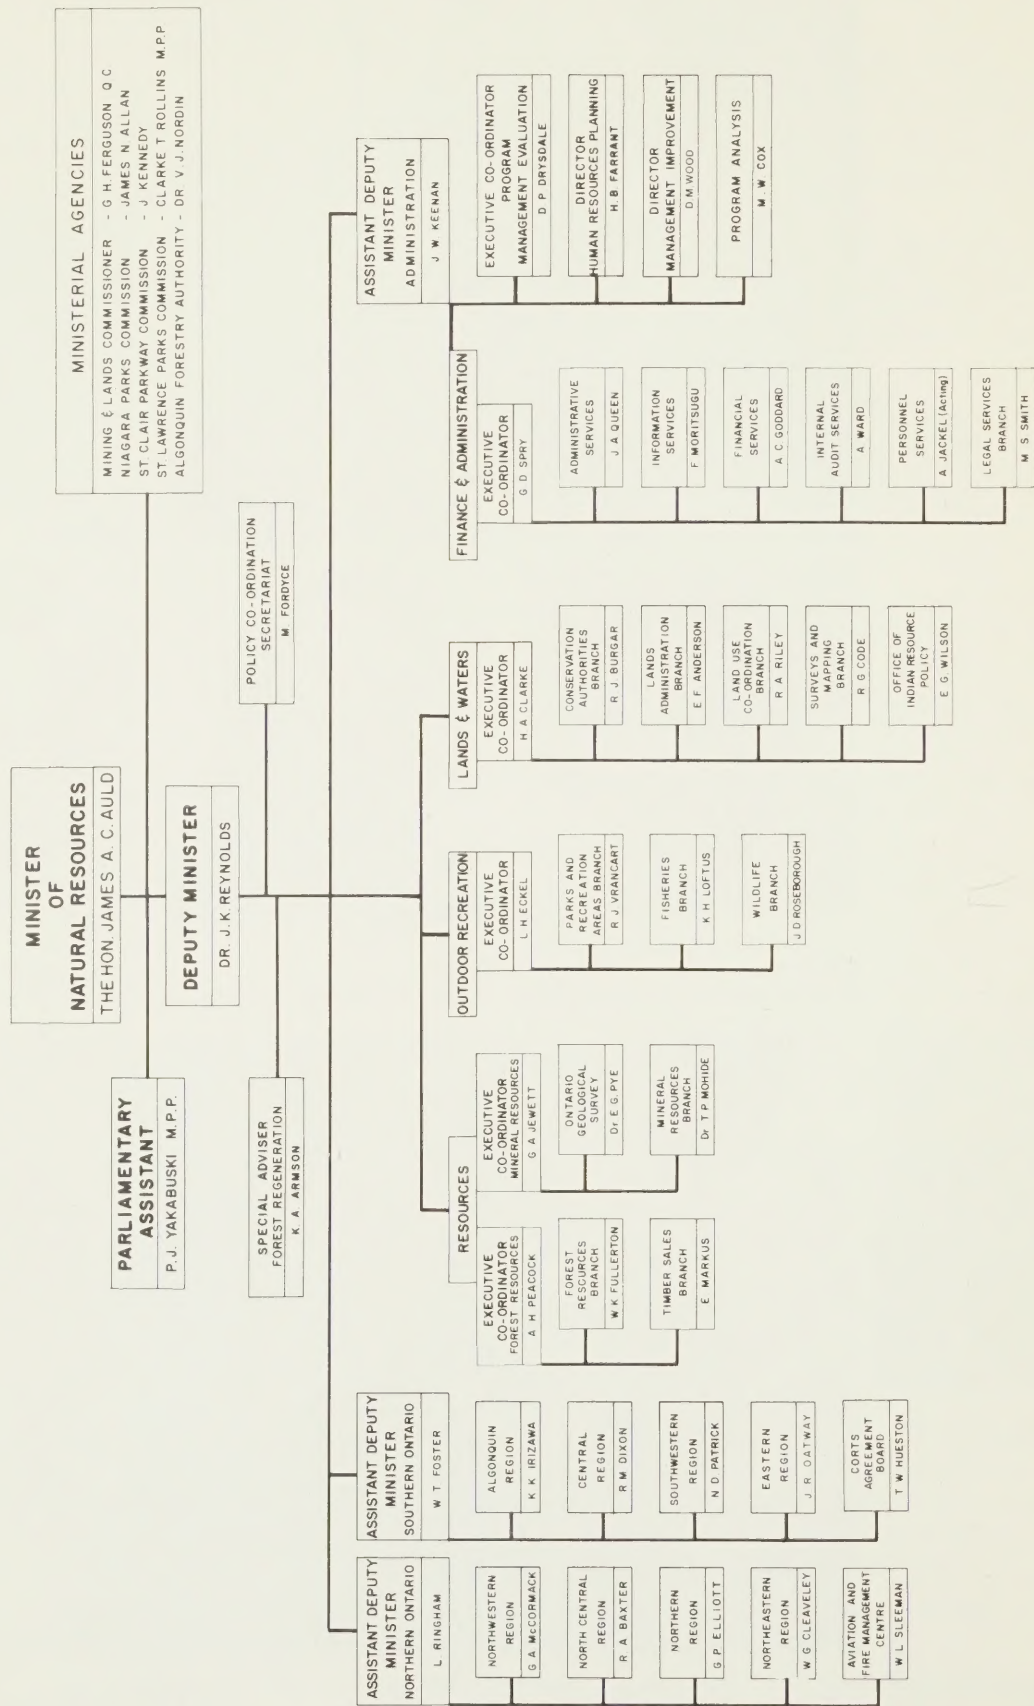 MINISTER
OF
NATURAL RESOURCES
THE HON. JAMES A. C. AULD
MINISTERIAL AGENCIES
MINING & LANDS COMMISSIONER - G H. FERGUSON Q C
NIAGARA PARKS COMMISSION - JAMES N. ALLAN
ST. CLAIR PARKWAY COMMISSION - J KENNEDY
ST. LAWRENCE PARKS COMMISSION - CLARKE T ROLLINS M.P.P
ALGONQUIN FORESTRY AUTHORITY - DR V. J. NORDIN
PARLIAMENTARY
ASSISTANT
P. J. YAKABUSKI M.P.P.
DEPUTY MINISTER
DR. J. K. REYNOLDS
POLICY CO-ORDINATION
SECRETARIAT
M FORDYCE
SPECIAL ADVISER
FOREST REGENERATION
K A ARMSON
ASSISTANT DEPUTY
MINISTER
NORTHERN ONTARIO
L RINGHAM
NORTHWESTERN
REGION
G A McCORMACK
NORTH CENTRAL
REGION
R A BAXTER
NORTHERN
REGION
G P ELLIOTT
NORTHEASTERN
REGION
W G CLEAVELEY
AVIATION AND
FIRE MANAGEMENT
CENTRE
W L SLEEMAN
ASSISTANT DEPUTY
MINISTER
SOUTHERN ONTARIO
W T FOSTER
ALGONQUIN
REGION
K K IRIZAWA
CENTRAL
REGION
R M DIXON
SOUTHWESTERN
REGION
N D PATRICK
EASTERN
REGION
J R OATWAY
CORTS
AGREEMENT
BOARD
T W HUESTON
RESOURCES
EXECUTIVE
CO-ORDINATOR
FOREST RESOURCES
A H PEACOCK
FOREST
RESOURCES
BRANCH
W K FULLERTON
TIMBER SALES
BRANCH
E MARKUS
EXECUTIVE
CO-ORDINATOR
MINERAL RESOURCES
G A JEWETT
ONTARIO
GEOLOGICAL
SURVEY
Dr. E. G. PYE
MINERAL
RESOURCES
BRANCH
Dr T P MOHIDE
OUTDOOR RECREATION
EXECUTIVE
CO-ORDINATOR
L H ECKEL
PARKS AND
RECREATION
AREAS BRANCH
R J VRANCART
FISHERIES
BRANCH
K H LOFTUS
WILDLIFE
BRANCH
J D ROSEBOROUGH
LANDS & WATERS
EXECUTIVE
CO-ORDINATOR
H A CLARKE
CONSERVATION
AUTHORITIES
BRANCH
R J BURGAR
LANDS
ADMINISTRATION
BRANCH
E F ANDERSON
LAND USE
CO-ORDINATION
BRANCH
R A RILEY
SURVEYS AND
MAPPING
BRANCH
R G CODE
OFFICE OF
INDIAN RESOURCE
POLICY
E G. WILSON
ASSISTANT DEPUTY
MINISTER
ADMINISTRATION
J W KEENAN
FINANCE & ADMINISTRATION
EXECUTIVE
CO-ORDINATOR
G D SPRY
ADMINISTRATIVE
SERVICES
J A QUEEN
INFORMATION
SERVICES
F MORITSUGU
FINANCIAL
SERVICES
A C GODDARD
INTERNAL
AUDIT SERVICES
A WARD
PERSONNEL
SERVICES
A JACKEL (Acting)
LEGAL SERVICES
BRANCH
M S SMITH
EXECUTIVE CO-ORDINATOR
PROGRAM
MANAGEMENT EVALUATION
D P DRYSDALE
DIRECTOR
HUMAN RESOURCES PLANNING
H. B FARRANT
DIRECTOR
MANAGEMENT IMPROVEMENT
D. M. WOOD
PROGRAM ANALYSIS
M. W COX